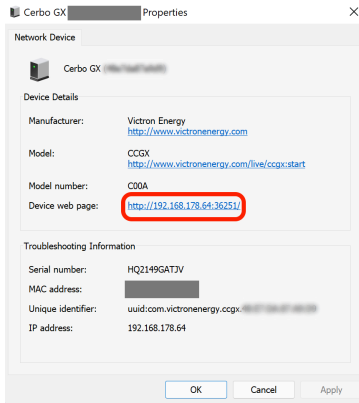 Cerbo GX Properties
Network Device
Cerbo GX
Device Details
Manufacturer: Victron Energy
http://www.victronenergy.com
Model: CCGX
http://www.victronenergy.com/live/ccgx:start
Model number: C00A
Device web page: http://192.168.178.64:36251/
Troubleshooting Information
Serial number: HQ2149GATJV
MAC address:
Unique identifier: uuid:com.victronenergy.ccgx.
IP address: 192.168.178.64
OK Cancel Apply